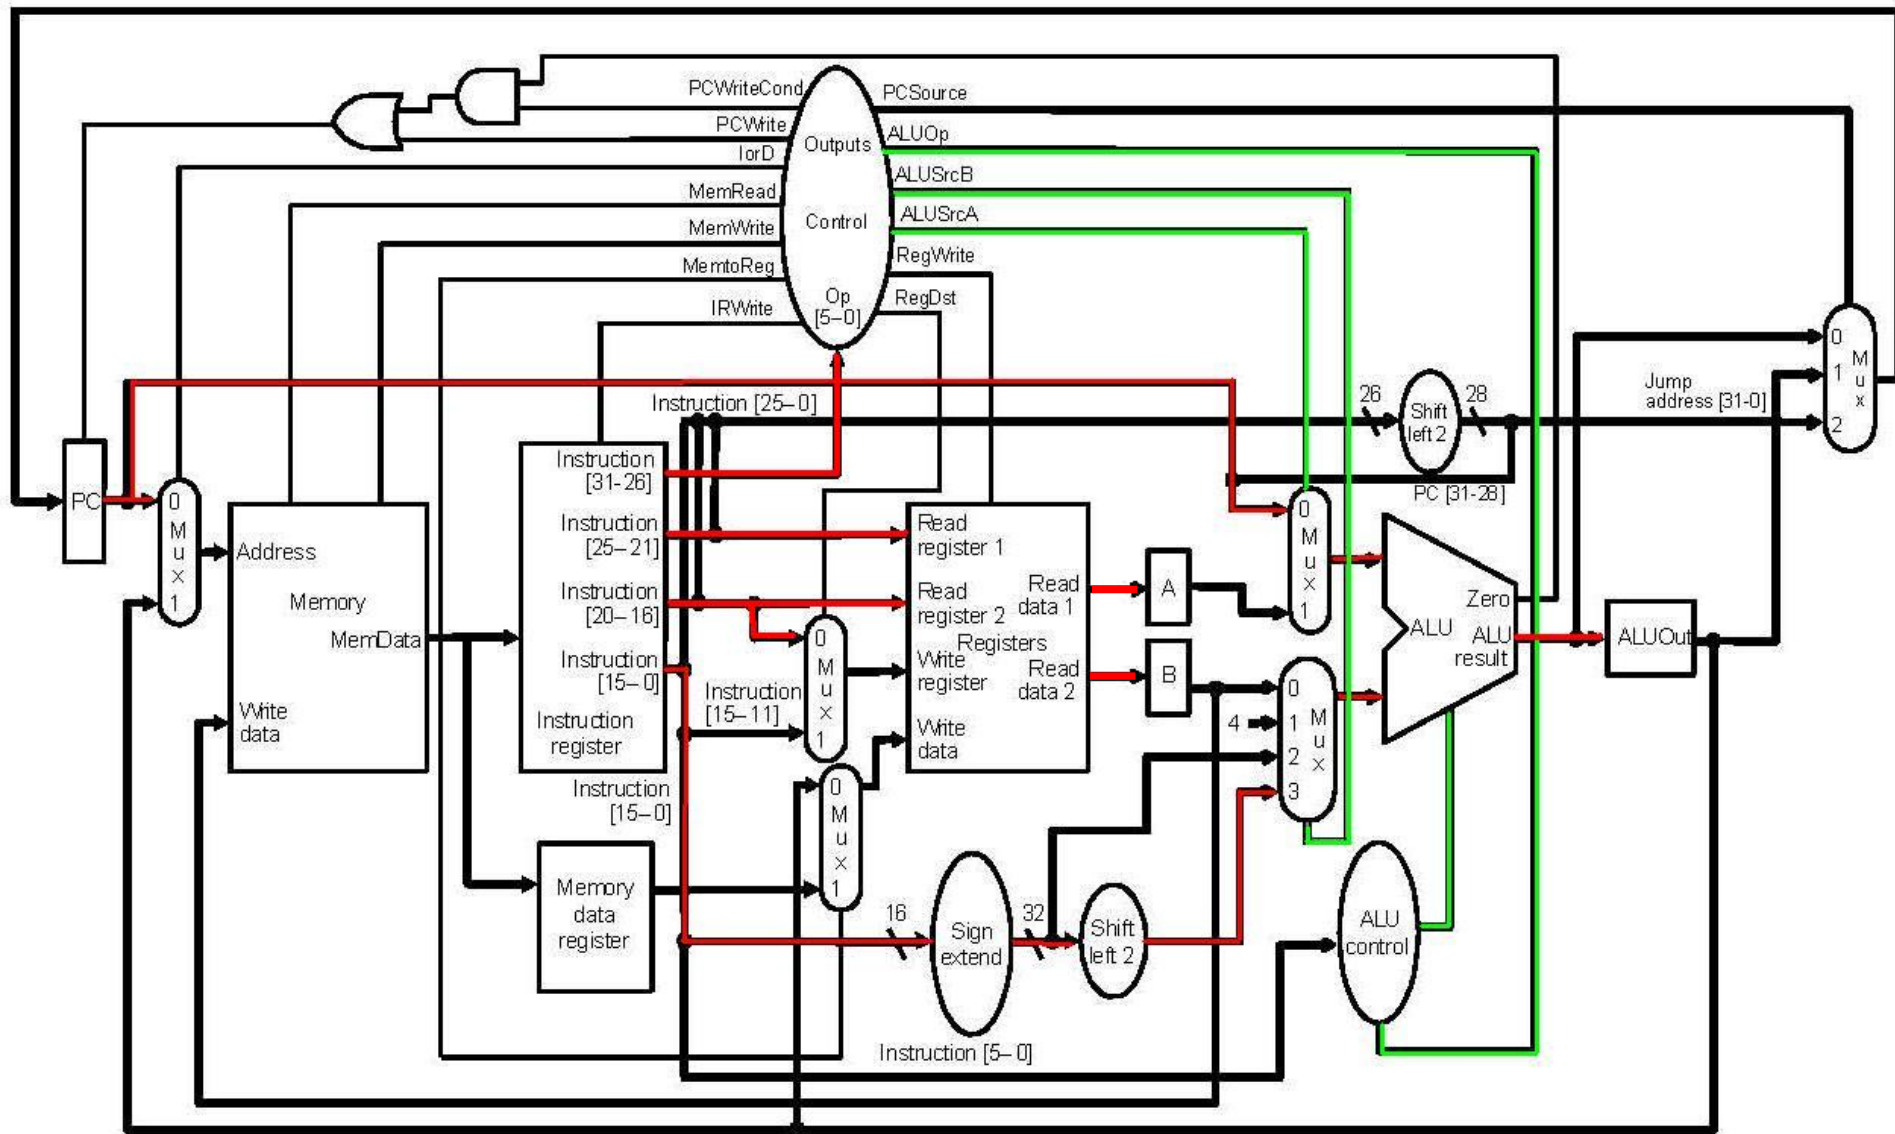 PCWriteCond
PCWrite
IorD
MemRead
MemWrite
MemtoReg
IRWrite
Outputs
Control
Op
[5–0]
PCSource
ALUOp
ALUSrcB
ALUSrcA
RegWrite
RegDst
Instruction [25–0]
26
Shift
left 2
28
Jump
address [31-0]
PC [31-28]
0
1
2
M
u
x
PC
0
M
u
x
1
Address
Memory
MemData
Write
data
Instruction
[31-26]
Instruction
[25–21]
Instruction
[20–16]
Instruction
[15–0]
Instruction
register
Instruction
[15–11]
Instruction
[15–0]
0
M
u
x
1
0
M
u
x
1
Memory
data
register
Read
register 1
Read
register 2
Registers
Write
register
Write
data
Read
data 1
Read
data 2
A
B
4
0
M
u
x
1
0
1
2
3
M
u
x
ALU
Zero
ALU
result
ALUOut
16
Sign
extend
32
Shift
left 2
ALU
control
Instruction [5–0]